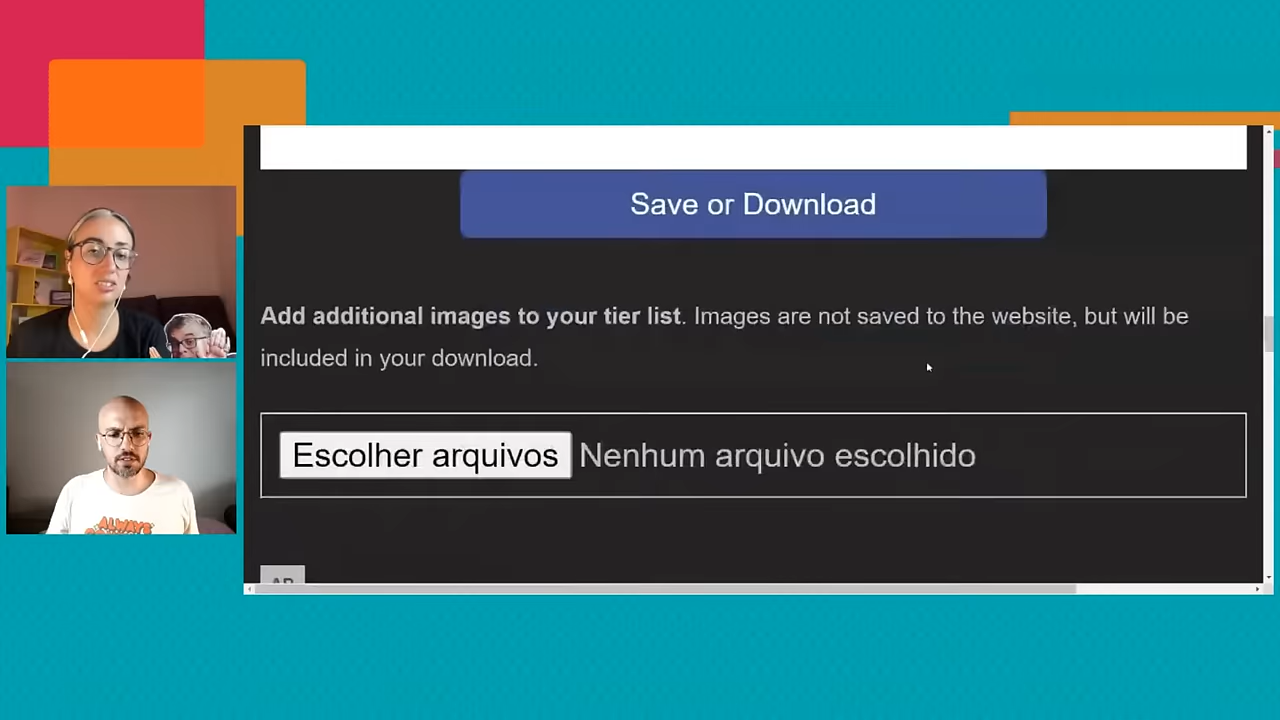 Save or Download
Add additional images to your tier list. Images are not saved to the website, but will be
included in your download.
Escolher arquivos Nenhum arquivo escolhido
ALWAYS